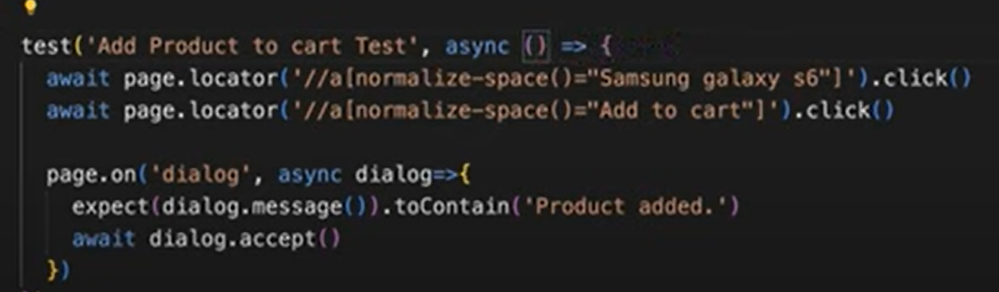 test('Add Product to cart Test', async () => {
await page.locator('//a[normalize-space()="Samsung galaxy s6"]').click()
await page.locator('//a[normalize-space()="Add to cart"]').click()
page.on('dialog', async dialog=>{
expect(dialog.message()).toContain('Product added.')
await dialog.accept()
})